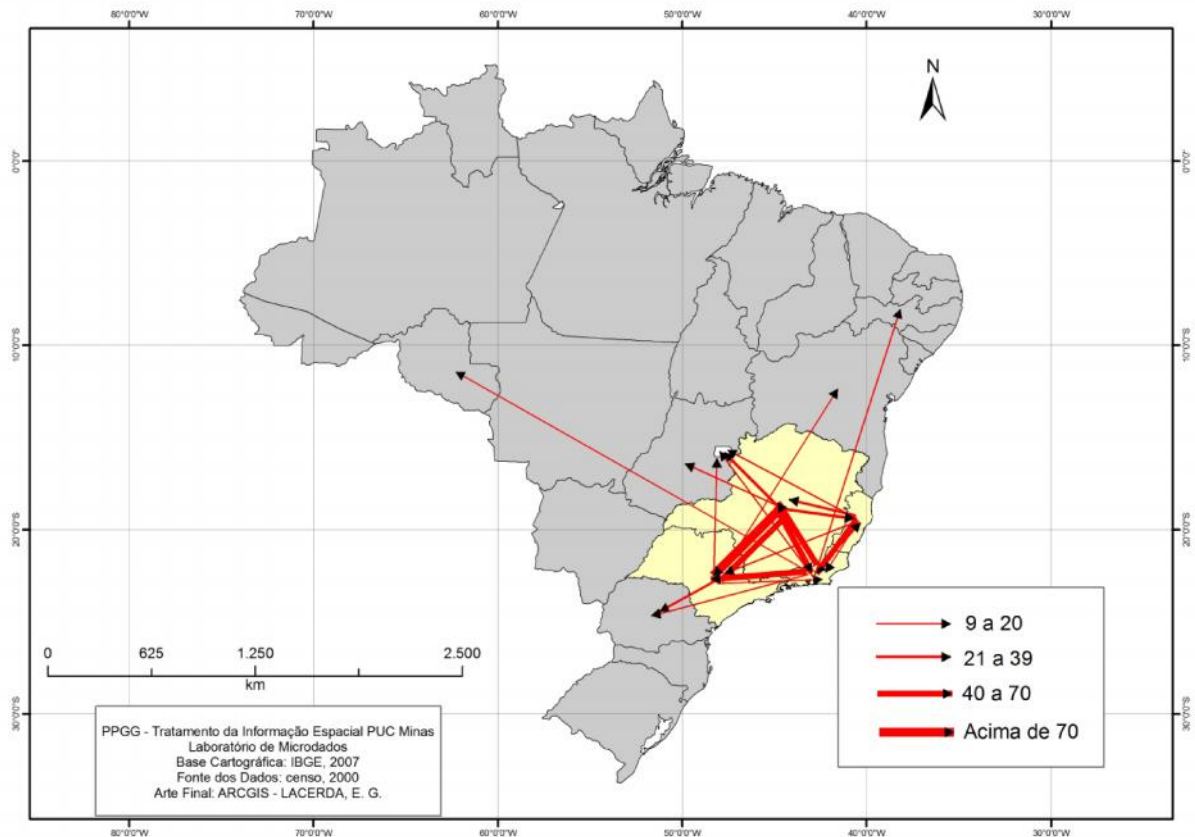 80°0'0"W 70°0'0"W 60°0'0"W 50°0'0"W 40°0'0"W 30°0'0"W
N
0°0'0" 0°0'0"
10°0'0"S 10°0'0"S
20°0'0"S 20°0'0"S
30°0'0"S 30°0'0"S
9 a 20
21 a 39
40 a 70
Acima de 70
0 625 1.250 2.500
km
PPGG - Tratamento da Informação Espacial PUC Minas
Laboratório de Microdados
Base Cartográfica: IBGE, 2007
Fonte dos Dados: censo, 2000
Arte Final: ARCGIS - LACERDA, E. G.
80°0'0"W 70°0'0"W 60°0'0"W 50°0'0"W 40°0'0"W 30°0'0"W